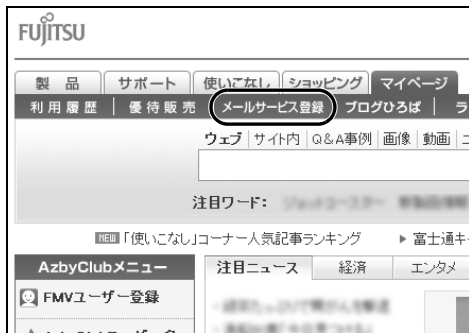 FUJITSU
製 品 サポート 使いこなし ショッピング マイページ
利用履歴 優待販売 メールサービス登録 ブログひろば ラ
ウェブ サイト内 Q&A事例 画像 動画
注目ワード:
NEW 「使いこなし」コーナー人気記事ランキング ▶ 富士通キ
AzbyClubメニュー 注目ニュース 経済 エンタメ
FMVユーザー登録